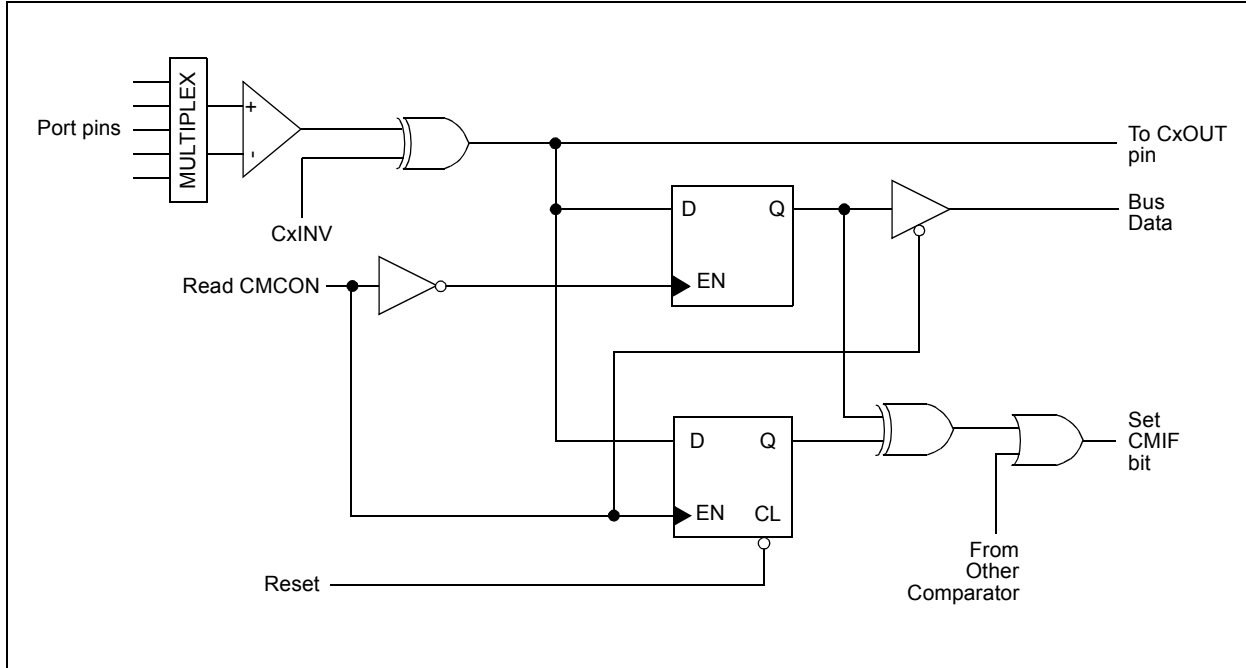 MULTIPLEX
+
-
Port pins
CxINV
To CxOUT
pin
D
Q
EN
Bus
Data
Read CMCON
D
Q
EN
CL
Set
CMIF
bit
From
Other
Comparator
Reset